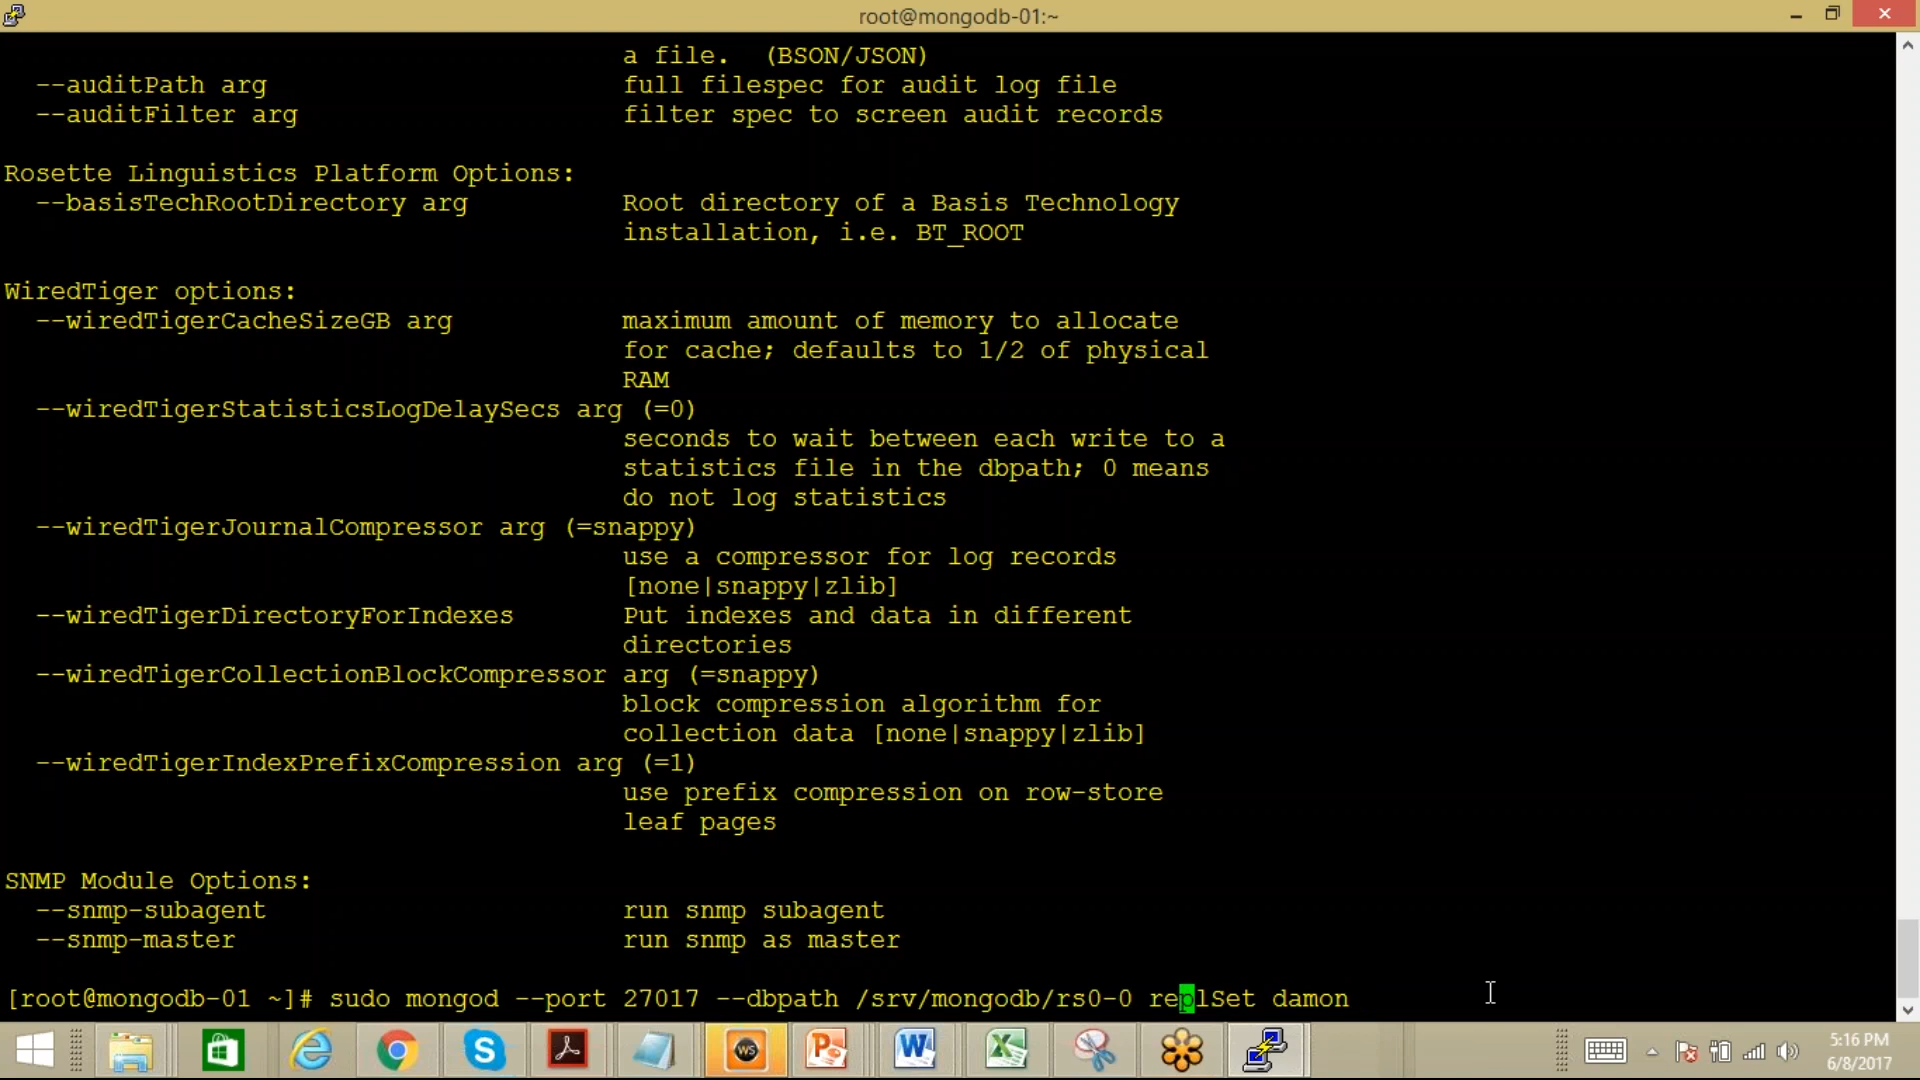 root@mongodb-01:~
a file.  (BSON/JSON)
--auditPath arg full filespec for audit log file
--auditFilter arg filter spec to screen audit records
Rosette Linguistics Platform Options:
--basisTechRootDirectory arg Root directory of a Basis Technology
installation, i.e. BT_ROOT
WiredTiger options:
--wiredTigerCacheSizeGB arg maximum amount of memory to allocate
for cache; defaults to 1/2 of physical
RAM
--wiredTigerStatisticsLogDelaySecs arg (=0)
seconds to wait between each write to a
statistics file in the dbpath; 0 means
do not log statistics
--wiredTigerJournalCompressor arg (=snappy)
use a compressor for log records
[none|snappy|zlib]
--wiredTigerDirectoryForIndexes Put indexes and data in different
directories
--wiredTigerCollectionBlockCompressor arg (=snappy)
block compression algorithm for
collection data [none|snappy|zlib]
--wiredTigerIndexPrefixCompression arg (=1)
use prefix compression on row-store
leaf pages
SNMP Module Options:
--snmp-subagent run snmp subagent
--snmp-master run snmp as master
[root@mongodb-01 ~]# sudo mongod --port 27017 --dbpath /srv/mongodb/rs0-0 replSet damon
WS
5:16 PM
6/8/2017